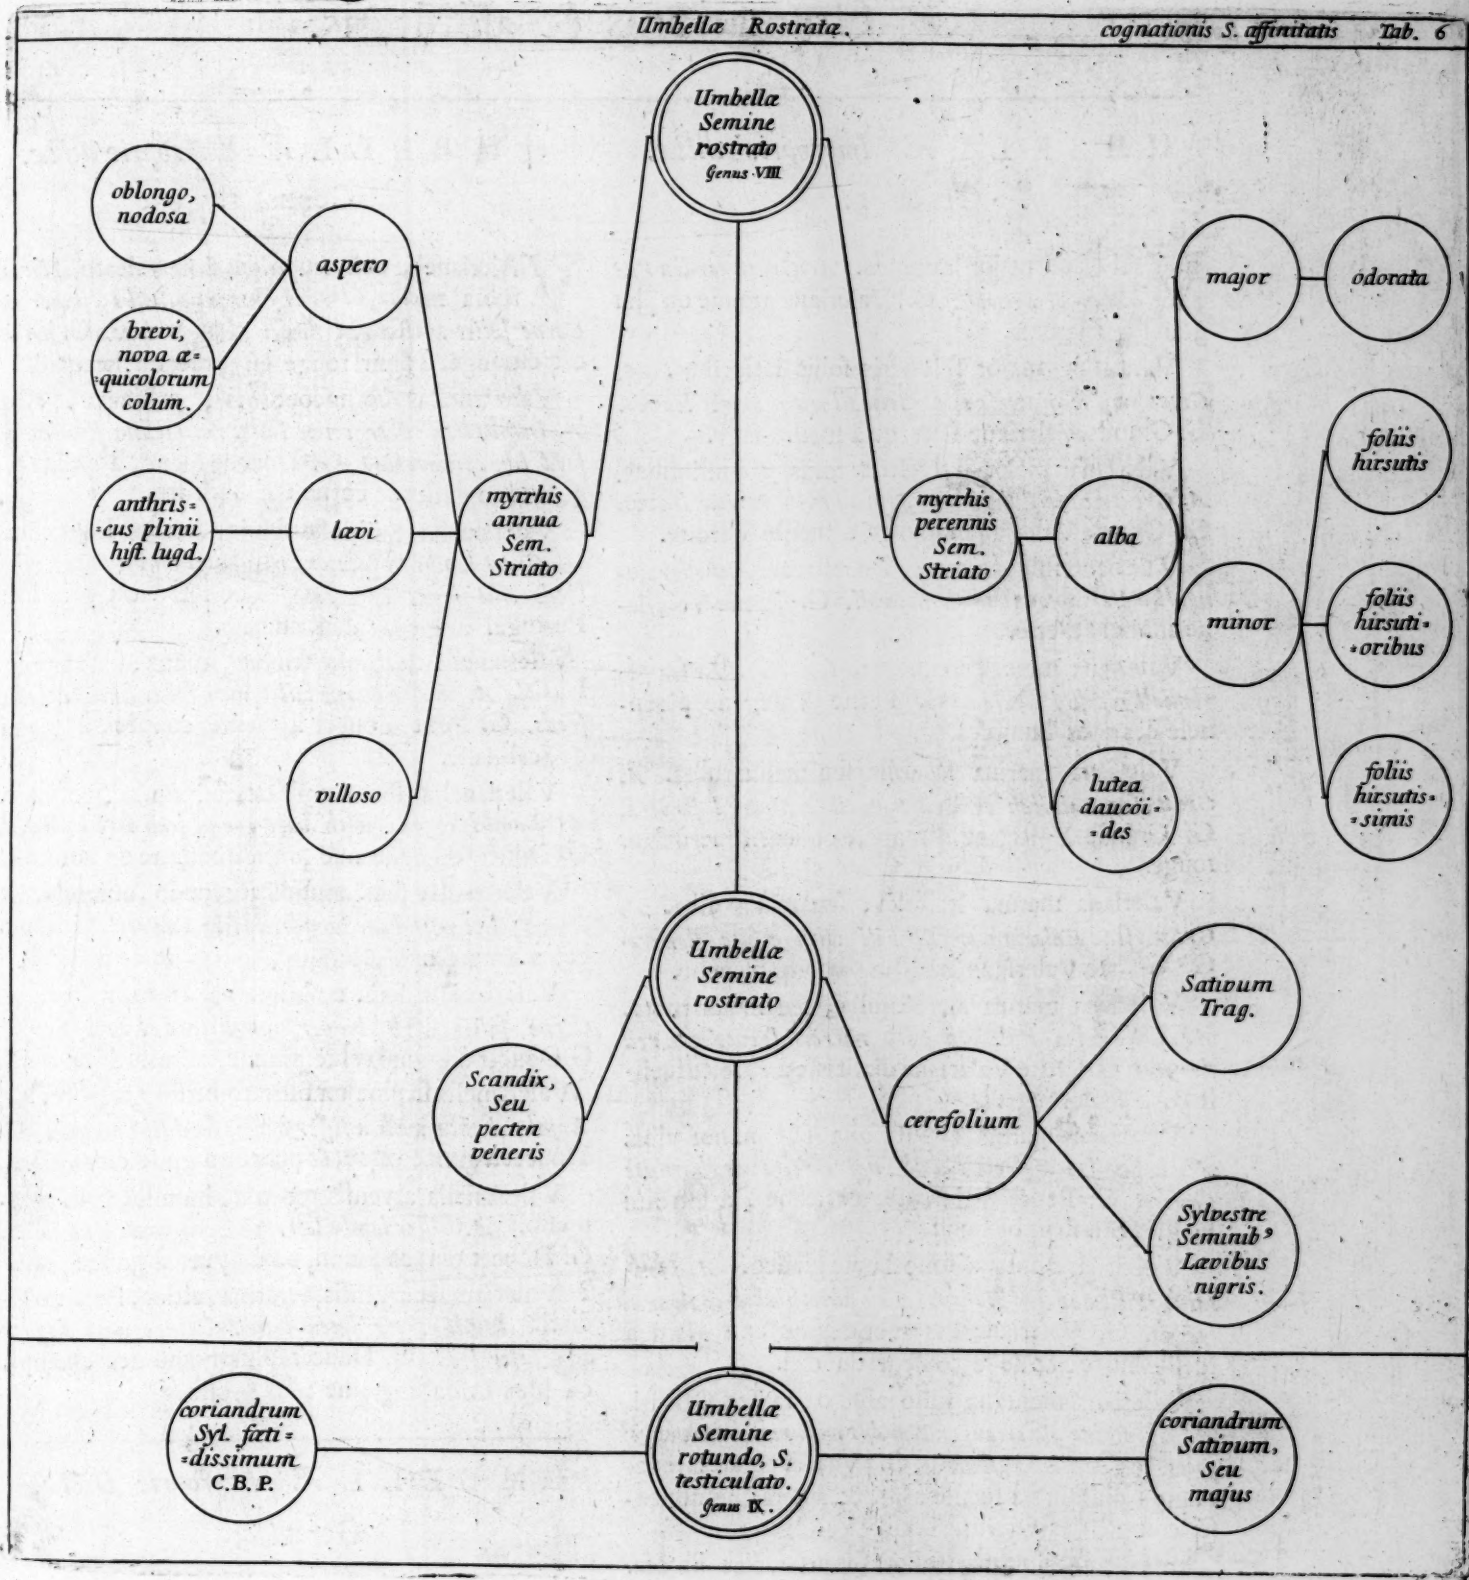 Umbellæ Rostratæ. cognationis S. affinitatis Tab. 6
Umbellæ
Semine
rostrato
Genus VIII
oblongo,
nodosa
aspero
brevi,
nova æ=
=quicolorum
colum.
anthris=
=cus plinii
hist. lugd.
lævi
myrrhis
annua
Sem.
Striato
villoso
myrrhis
perennis
Sem.
Striato
alba
major
odorata
minor
foliis
hirsutis
foliis
hirsuti=
=oribus
foliis
hirsutis=
=simis
lutea
daucöi=
=des
Umbellæ
Semine
rostrato
Scandix,
Seu
pecten
veneris
cerefolium
Sativum
Trag.
Sylvestre
Seminib⁹
Lævibus
nigris.
coriandrum
Syl. fœti=
=dissimum
C.B.P.
Umbellæ
Semine
rotundo, S.
testiculato.
Genus IX.
coriandrum
Sativum,
Seu
majus